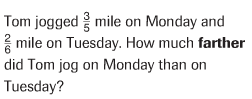 Tom jogged 3/5 mile on Monday and
2/6 mile on Tuesday. How much farther
did Tom jog on Monday than on
Tuesday?